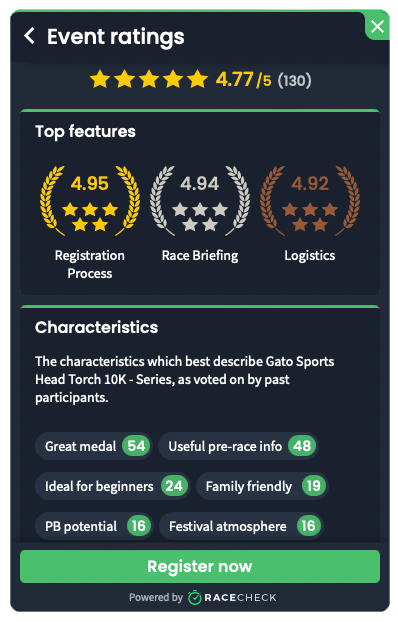 Event ratings
4.77/5 (130)
Top features
4.95 4.94 4.92
Registration Process Race Briefing Logistics
Characteristics
The characteristics which best describe Gato Sports
Head Torch 10K - Series, as voted on by past
participants.
Great medal 54 Useful pre-race info 48
Ideal for beginners 24 Family friendly 19
PB potential 16 Festival atmosphere 16
Register now
Powered by RACECHECK